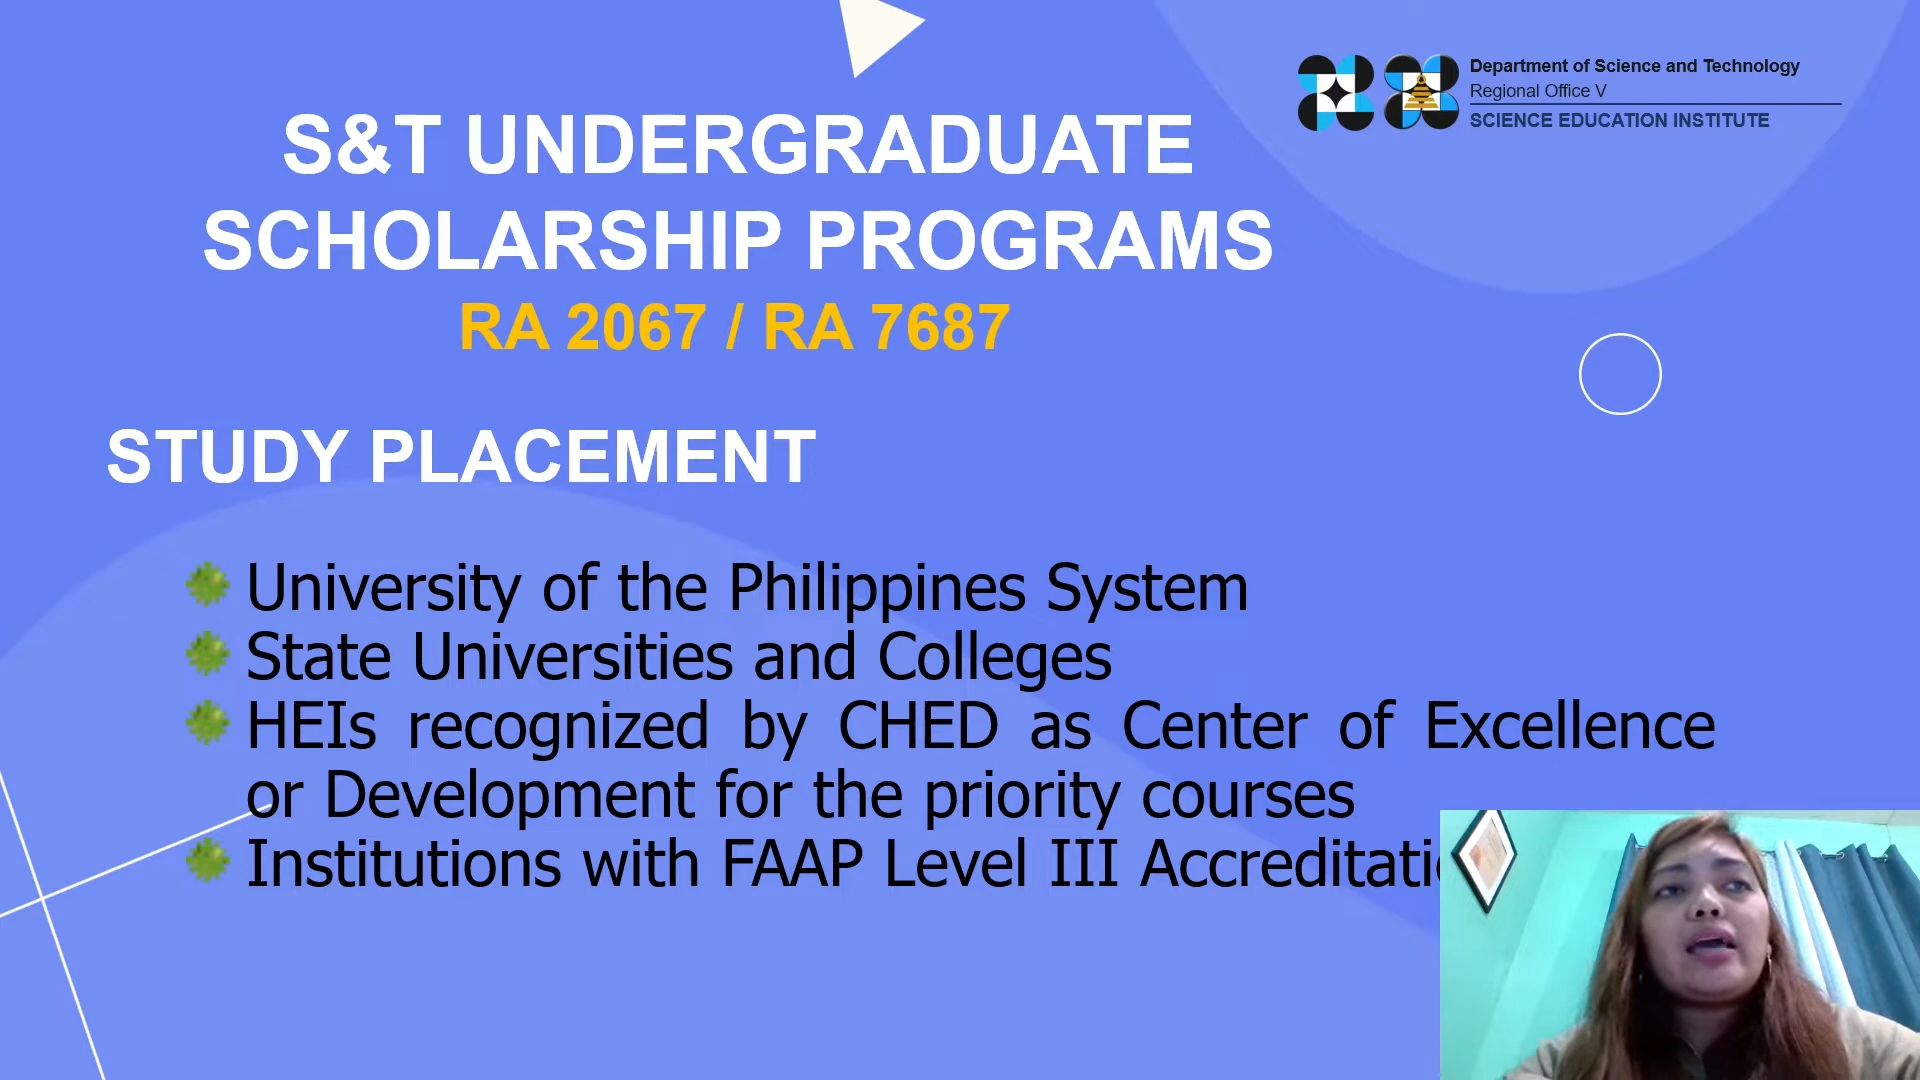 Department of Science and Technology
Regional Office V
SCIENCE EDUCATION INSTITUTE
S&T UNDERGRADUATE
SCHOLARSHIP PROGRAMS
RA 2067 / RA 7687
STUDY PLACEMENT
University of the Philippines System
State Universities and Colleges
HEIs recognized by CHED as Center of Excellence
or Development for the priority courses
Institutions with FAAP Level III